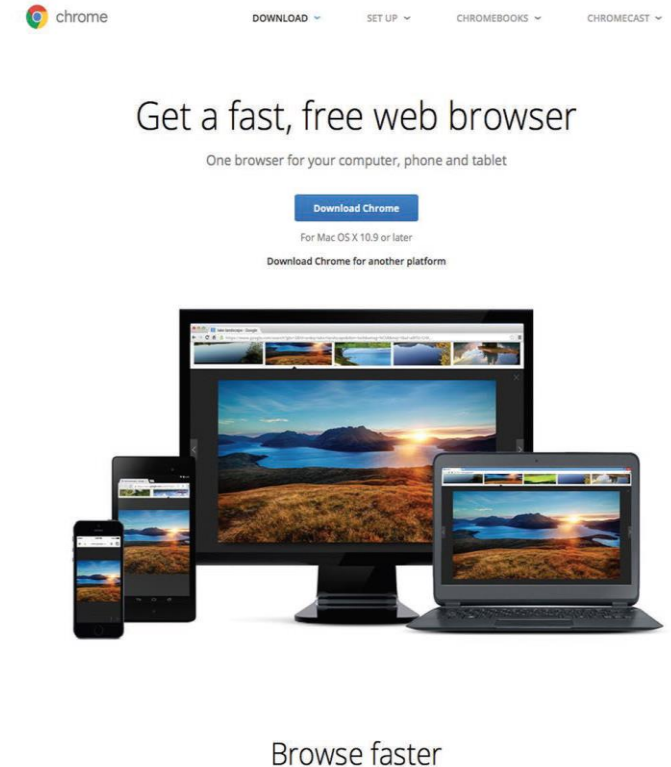 chrome
DOWNLOAD
SET UP
CHROMEBOOKS
CHROMECAST
Get a fast, free web browser
One browser for your computer, phone and tablet
Download Chrome
For Mac OS X 10.9 or later
Download Chrome for another platform
Browse faster